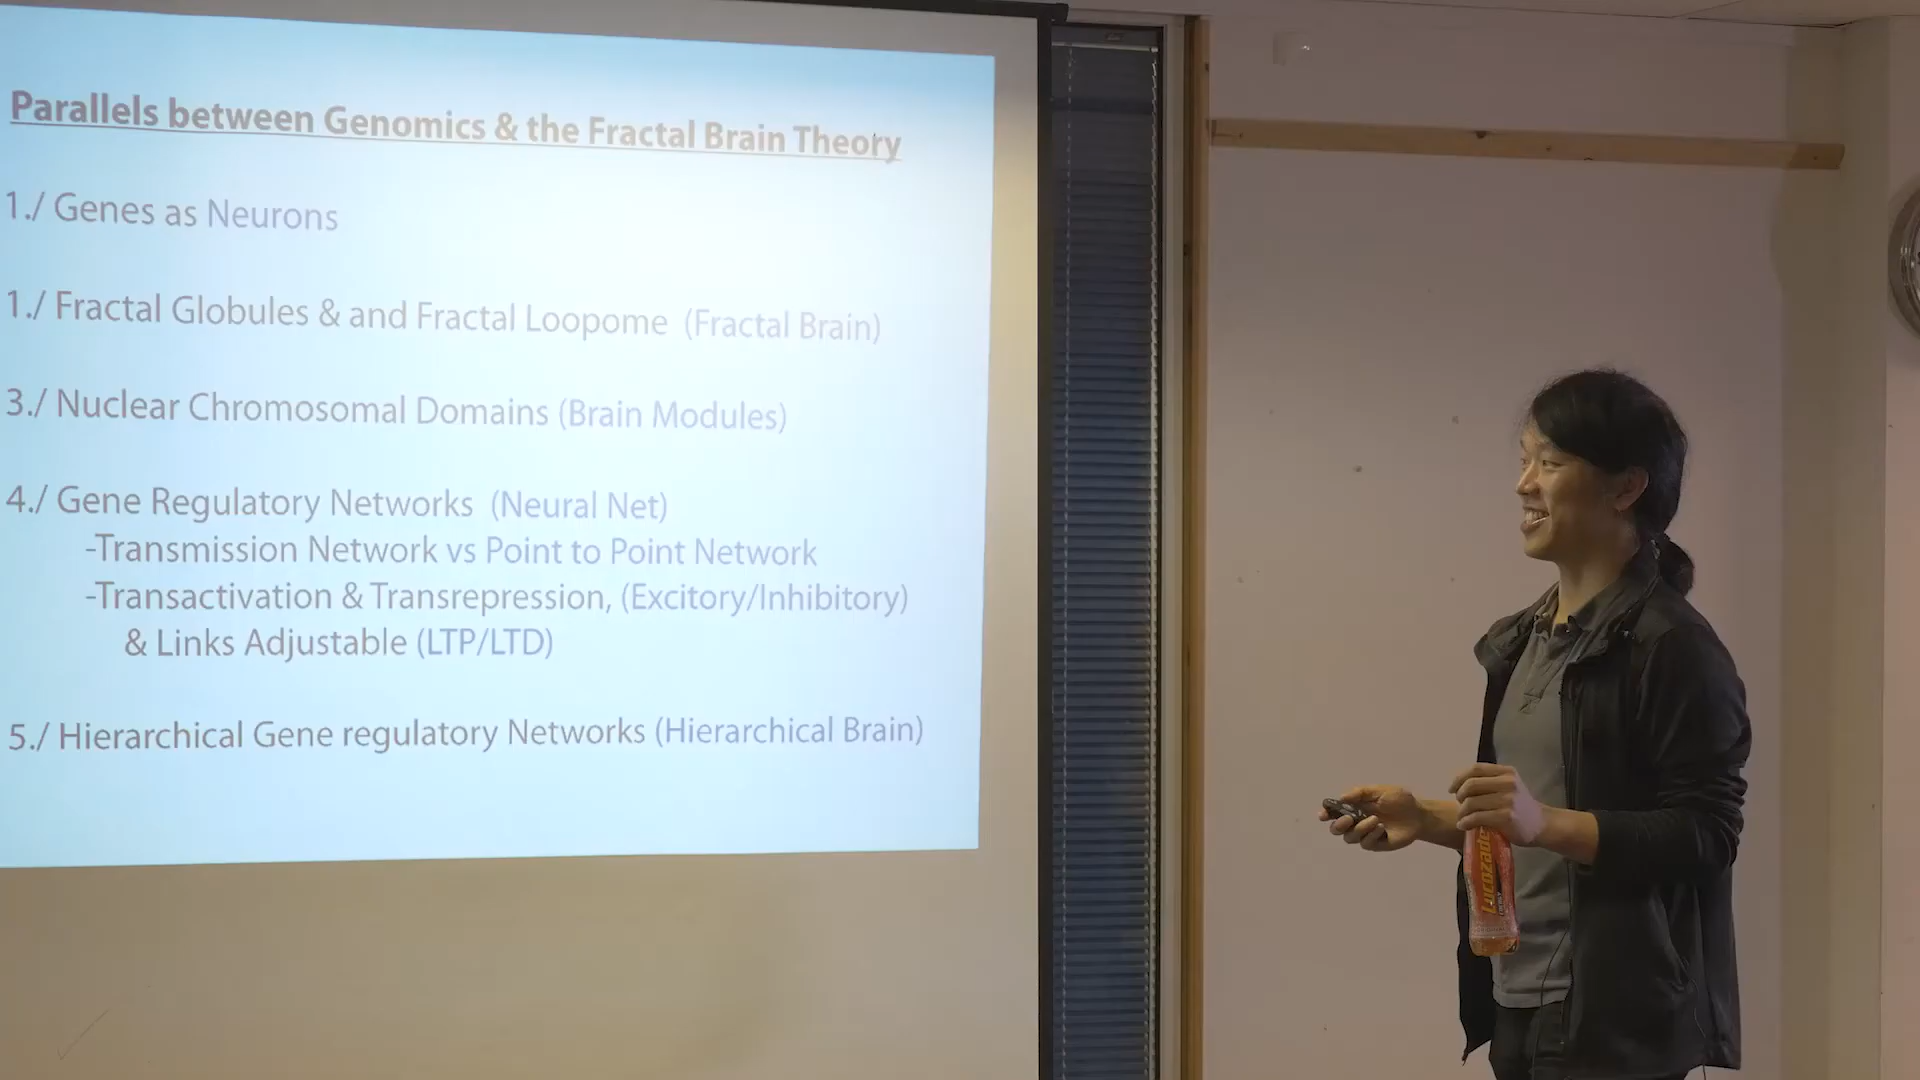 Parallels between Genomics & the Fractal Brain Theory
1./ Genes as Neurons
1./ Fractal Globules & and Fractal Loopome (Fractal Brain)
3./ Nuclear Chromosomal Domains (Brain Modules)
4./ Gene Regulatory Networks (Neural Net)
-Transmission Network vs Point to Point Network
-Transactivation & Transrepression, (Excitory/Inhibitory)
& Links Adjustable (LTP/LTD)
5./ Hierarchical Gene regulatory Networks (Hierarchical Brain)
Lucozade
ENERGY